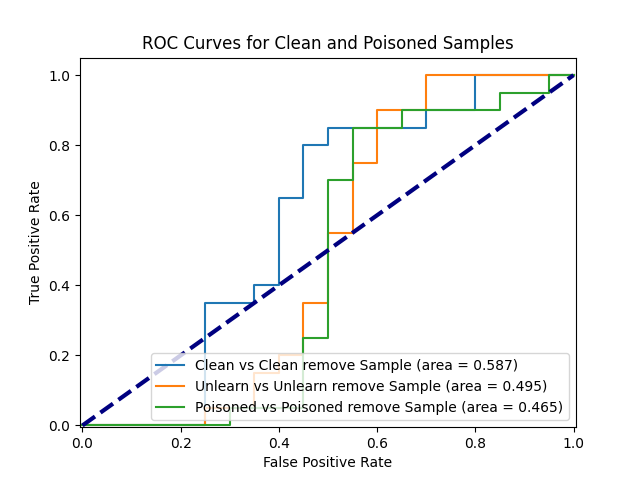 ROC Curves for Clean and Poisoned Samples
1.0
0.8
0.6
0.4
0.2
0.0
True Positive Rate
Clean vs Clean remove Sample (area = 0.587)
Unlearn vs Unlearn remove Sample (area = 0.495)
Poisoned vs Poisoned remove Sample (area = 0.465)
0.0 0.2 0.4 0.6 0.8 1.0
False Positive Rate